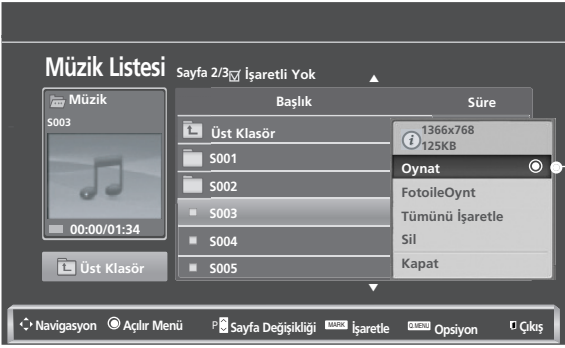 Müzik Listesi
Sayfa 2/3 İşaretli Yok
Müzik
S003
00:00/01:34
Üst Klasör
Başlık Süre
Üst Klasör
S001
S002
S003
S004
S005
1366x768
125KB
Oynat
FotoileOynt
Tümünü İşaretle
Sil
Kapat
Navigasyon Açılır Menü P Sayfa Değişikliği MARK İşaretle Q.MENU Opsiyon Çıkış